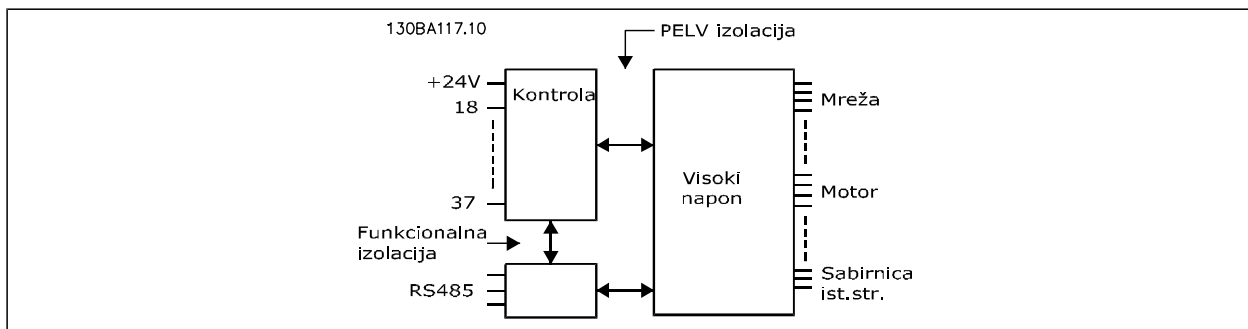 130BA117.10
PELV izolacija
+24V
Kontrola
18
37
Visoki
napon
Mreža
Motor
Sabirnica
ist.str.
Funkcionalna
izolacija
RS485